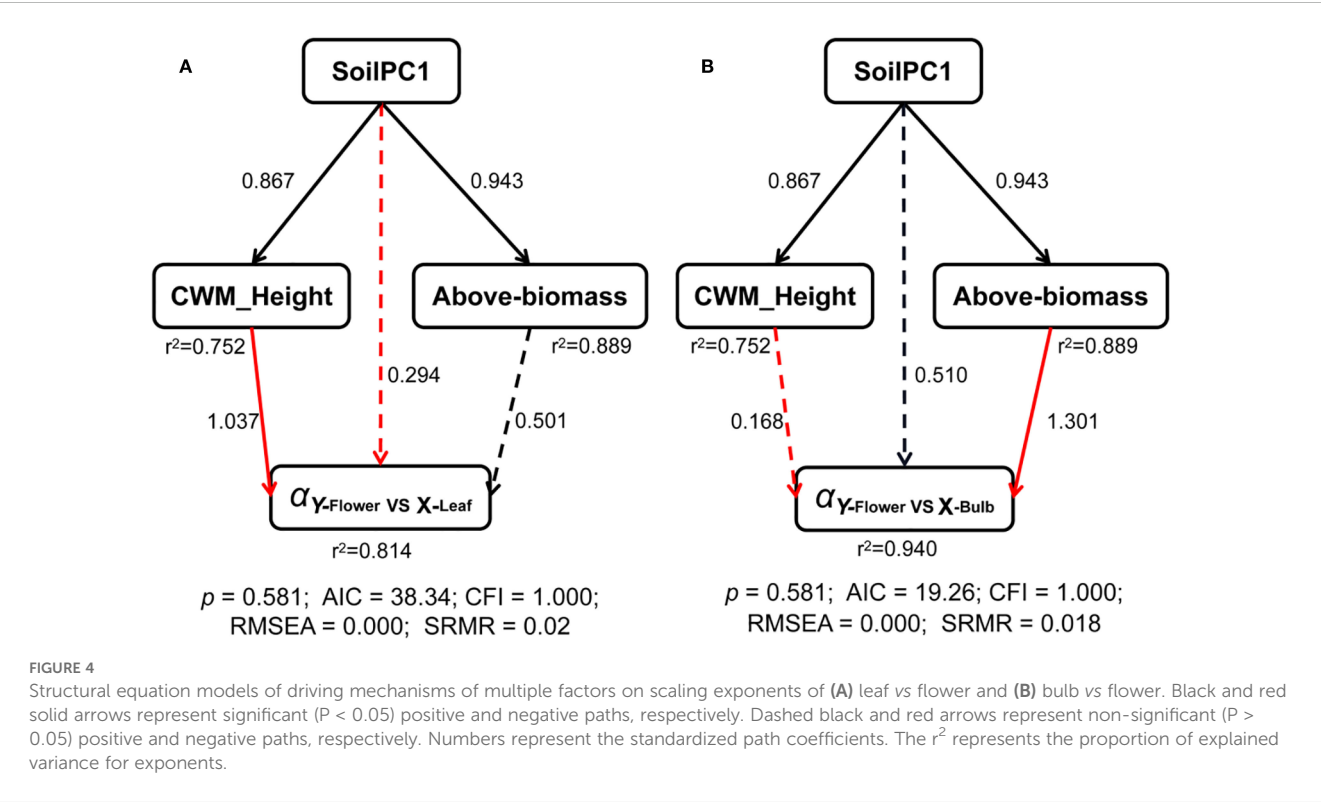 A
SoilPC1
0.867
0.943
CWM_Height
Above-biomass
r²=0.752
r²=0.889
0.294
1.037
0.501
αY-Flower VS X-Leaf
r²=0.814
p = 0.581; AIC = 38.34; CFI = 1.000;
RMSEA = 0.000; SRMR = 0.02
B
SoilPC1
0.867
0.943
CWM_Height
Above-biomass
r²=0.752
r²=0.889
0.510
0.168
1.301
αY-Flower VS X-Bulb
r²=0.940
p = 0.581; AIC = 19.26; CFI = 1.000;
RMSEA = 0.000; SRMR = 0.018
FIGURE 4
Structural equation models of driving mechanisms of multiple factors on scaling exponents of (A) leaf vs flower and (B) bulb vs flower. Black and red
solid arrows represent significant (P < 0.05) positive and negative paths, respectively. Dashed black and red arrows represent non-significant (P >
0.05) positive and negative paths, respectively. Numbers represent the standardized path coefficients. The r² represents the proportion of explained
variance for exponents.